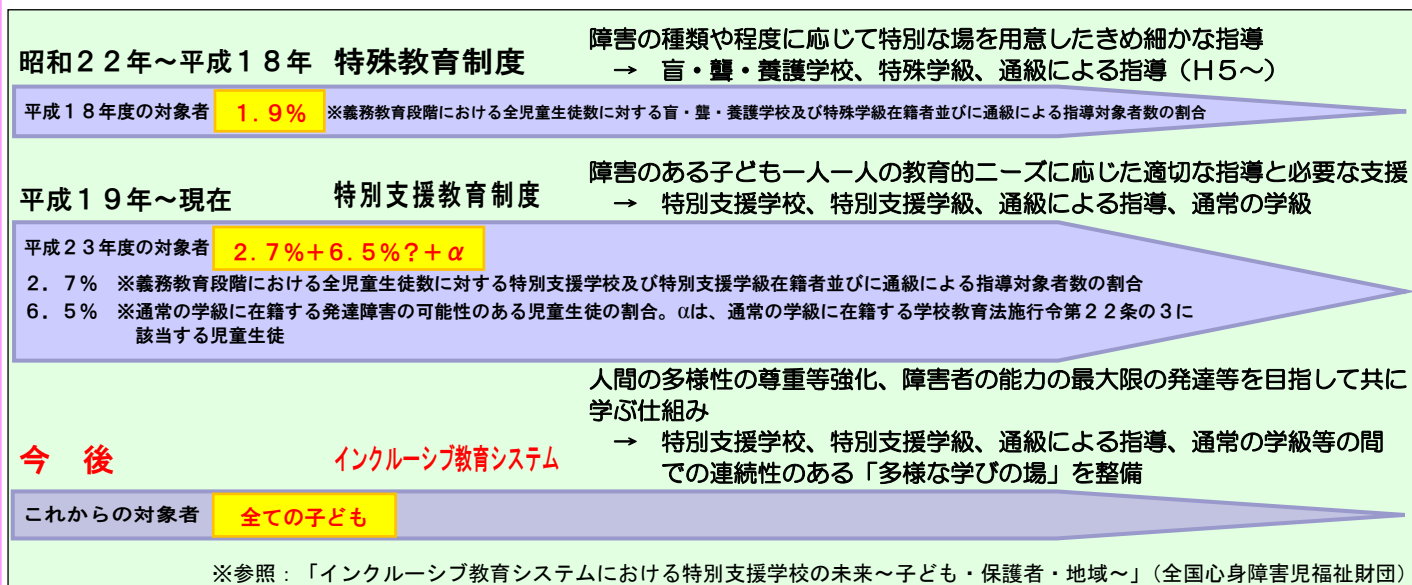 障害の種類や程度に応じて特別な場を用意したきめ細かな指導
昭和22年~平成18年 特殊教育制度
→ 盲・聾・養護学校、特殊学級、通級による指導(H5~)
平成18年度の対象者 1.9% ※義務教育段階における全児童生徒数に対する盲・聾・養護学校及び特殊学級在籍者並びに通級による指導対象者数の割合
障害のある子ども一人一人の教育的ニーズに応じた適切な指導と必要な支援
平成19年~現在 特別支援教育制度
→ 特別支援学校、特別支援学級、通級による指導、通常の学級
平成23年度の対象者 2.7%+6.5%?+α
2.7% ※義務教育段階における全児童生徒数に対する特別支援学校及び特別支援学級在籍者並びに通級による指導対象者数の割合
6.5% ※通常の学級に在籍する発達障害の可能性のある児童生徒の割合。αは、通常の学級に在籍する学校教育法施行令第22条の3に
該当する児童生徒
人間の多様性の尊重等強化、障害者の能力の最大限の発達等を目指して共に
学ぶ仕組み
→ 特別支援学校、特別支援学級、通級による指導、通常の学級等の間
今後 インクルーシブ教育システム
での連続性のある「多様な学びの場」を整備
これからの対象者 全ての子ども
※参照:「インクルーシブ教育システムにおける特別支援学校の未来~子ども・保護者・地域~」(全国心身障害児福祉財団)